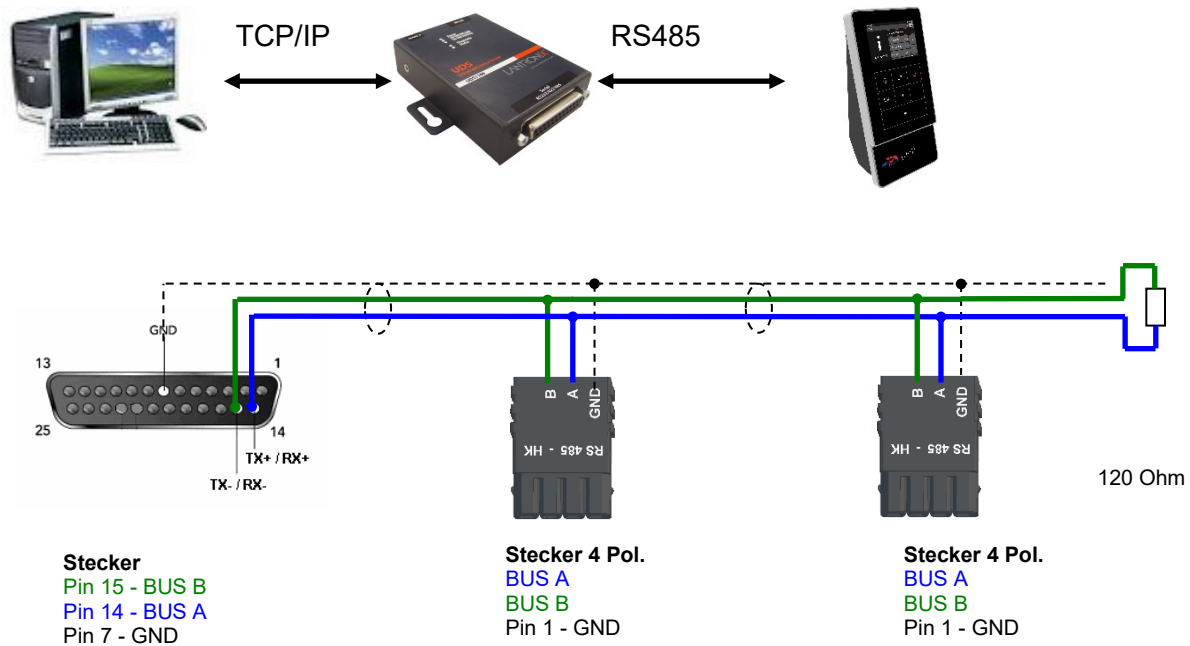 TCP/IP
RS485
UDS
LANTRONIX
GND
13
1
25
14
TX+ / RX+
TX- / RX-
B
A
GND
RS 485 - HK
B
A
GND
RS 485 - HK
120 Ohm
Stecker
Pin 15 - BUS B
Pin 14 - BUS A
Pin 7 - GND
Stecker 4 Pol.
BUS A
BUS B
Pin 1 - GND
Stecker 4 Pol.
BUS A
BUS B
Pin 1 - GND